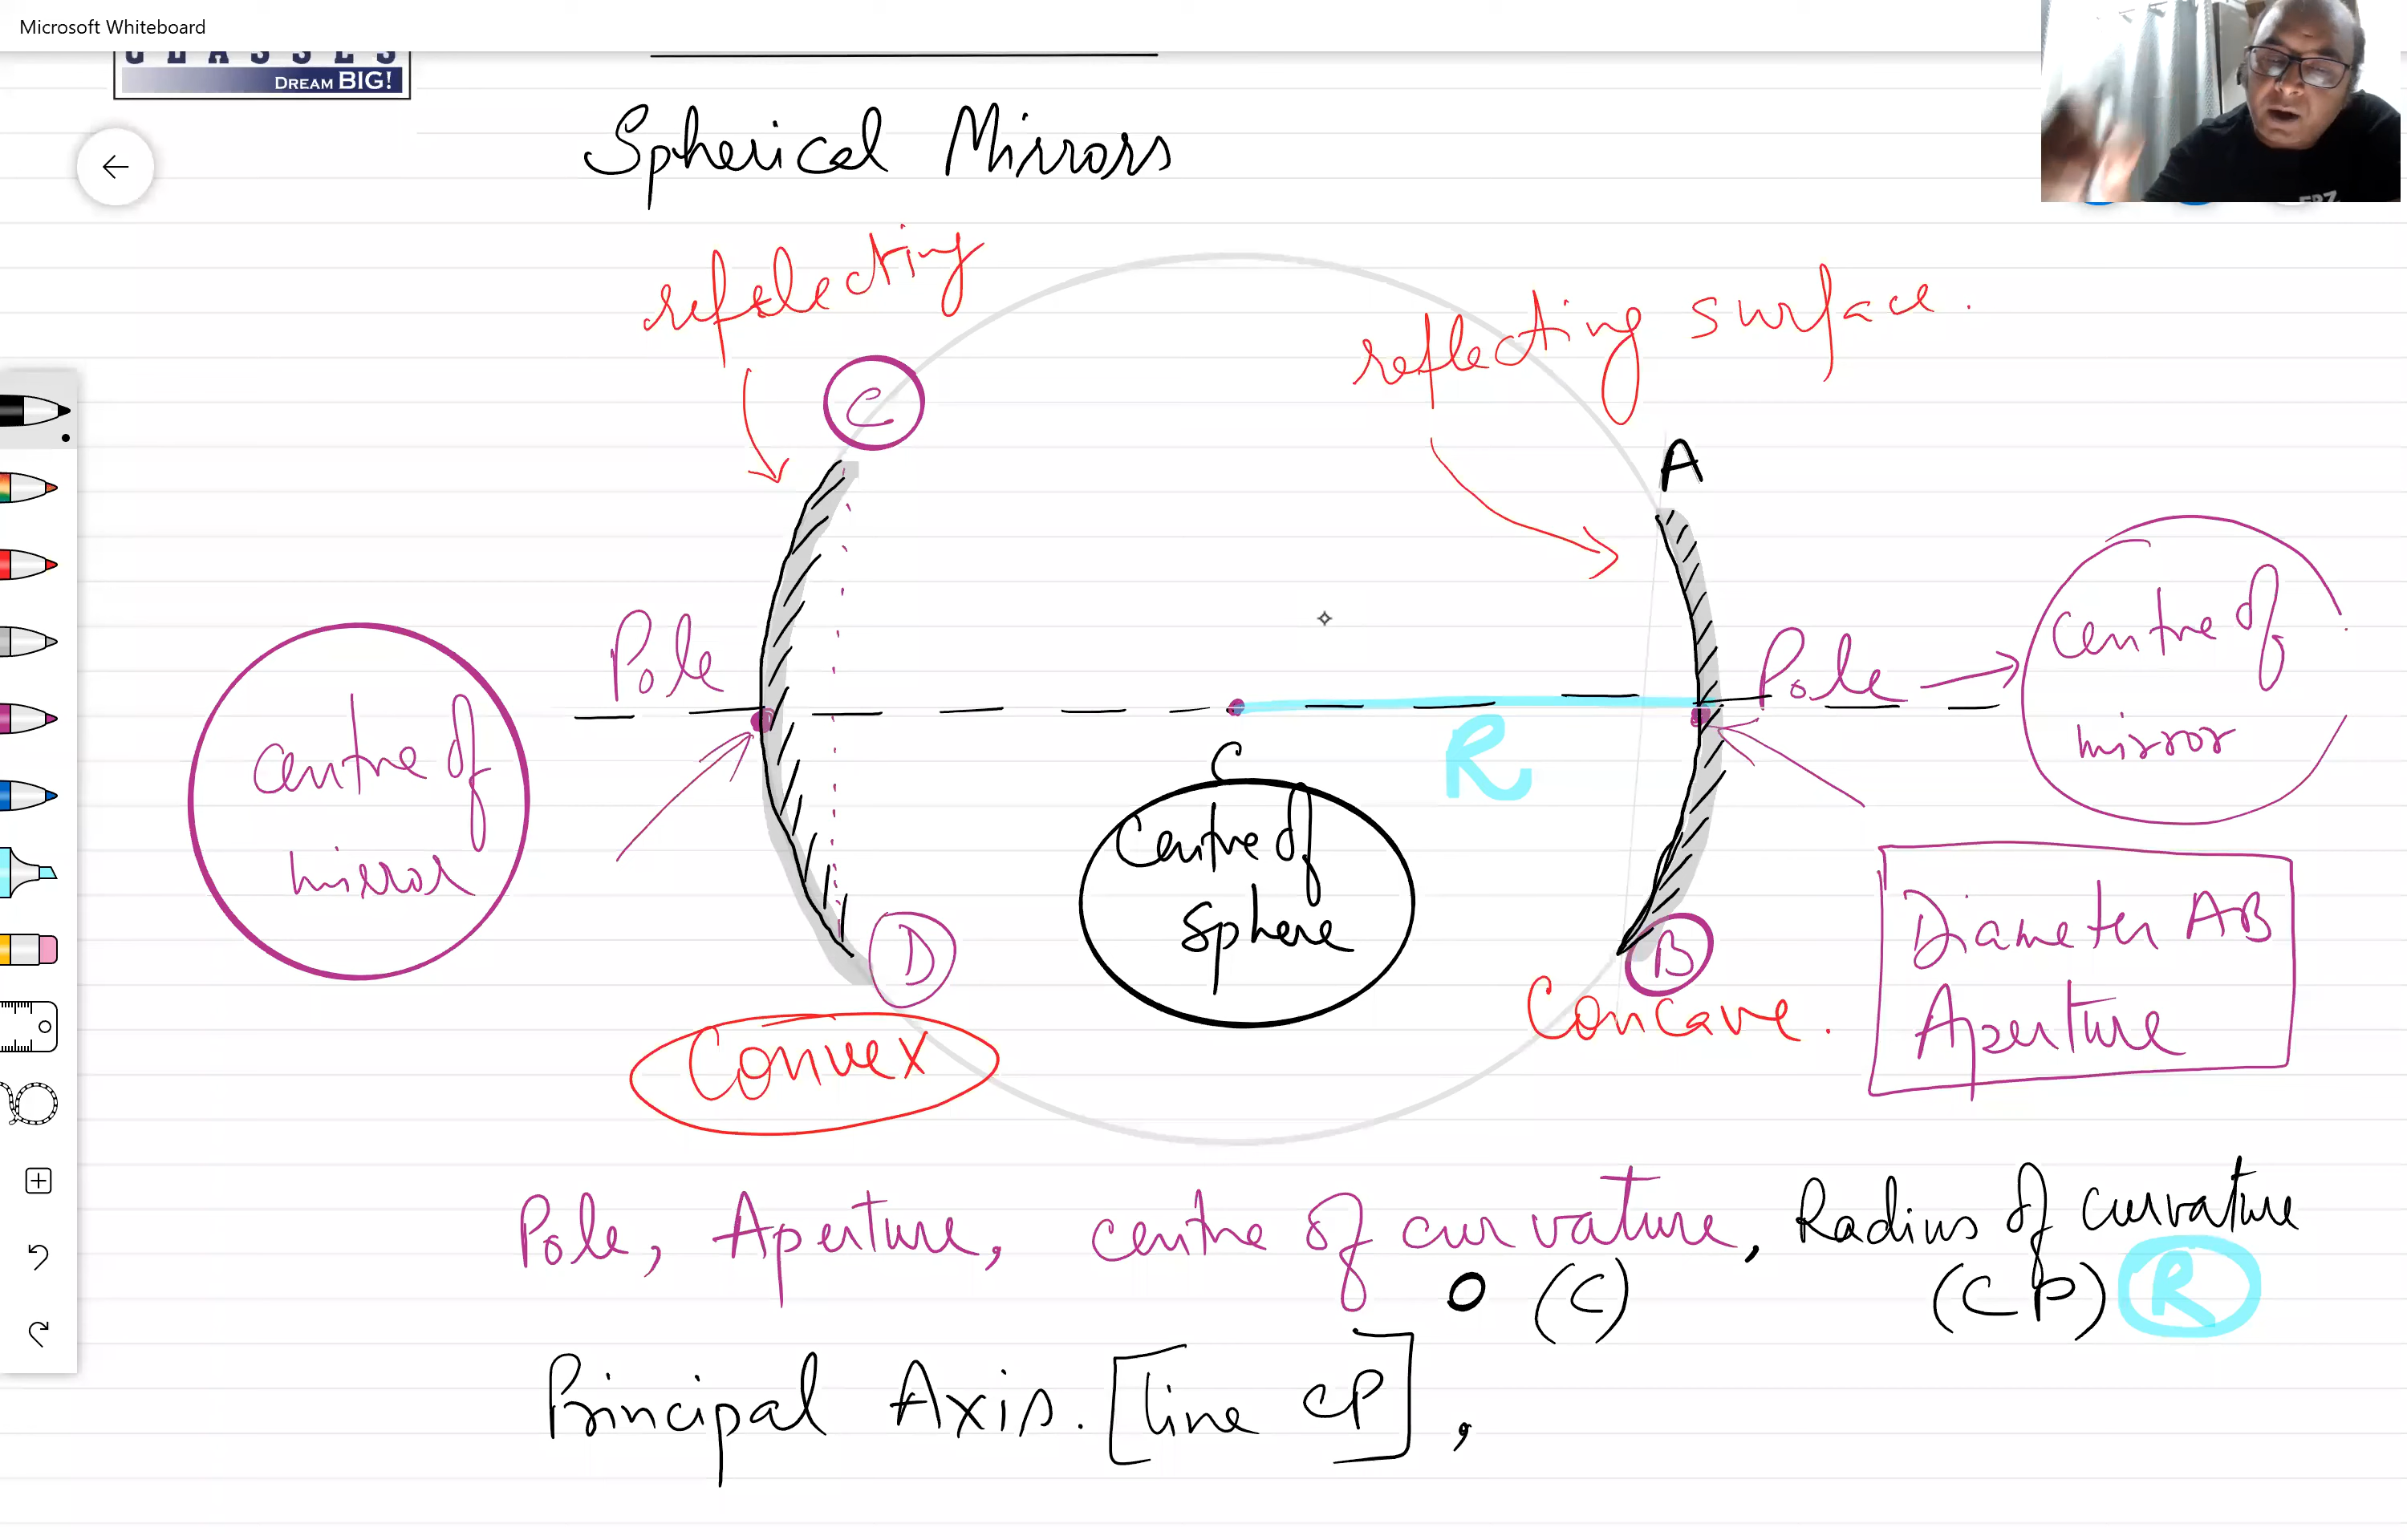 Microsoft Whiteboard
CLASSES
DREAM BIG!
Spherical Mirrors
reflecting
reflecting surface.
C
A
Pole
Pole
centre of
mirror
centre of
mirror
R
C
Centre of
Sphere
D
B
Convex
Concave.
Diameter AB
Aperture
Pole, Aperture, centre of curvature, Radius of curvature
(C)
(CP) R
Principal Axis. [line CP],